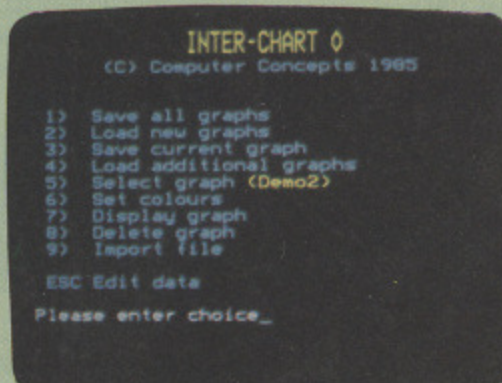 INTER-CHART 0
(C) Computer Concepts 1985
1) Save all graphs
2) Load new graphs
3) Save current graph
4) Load additional graphs
5) Select graph (Demo2)
6) Set colours
7) Display graph
8) Delete graph
9) Import file
ESC Edit data
Please enter choice_